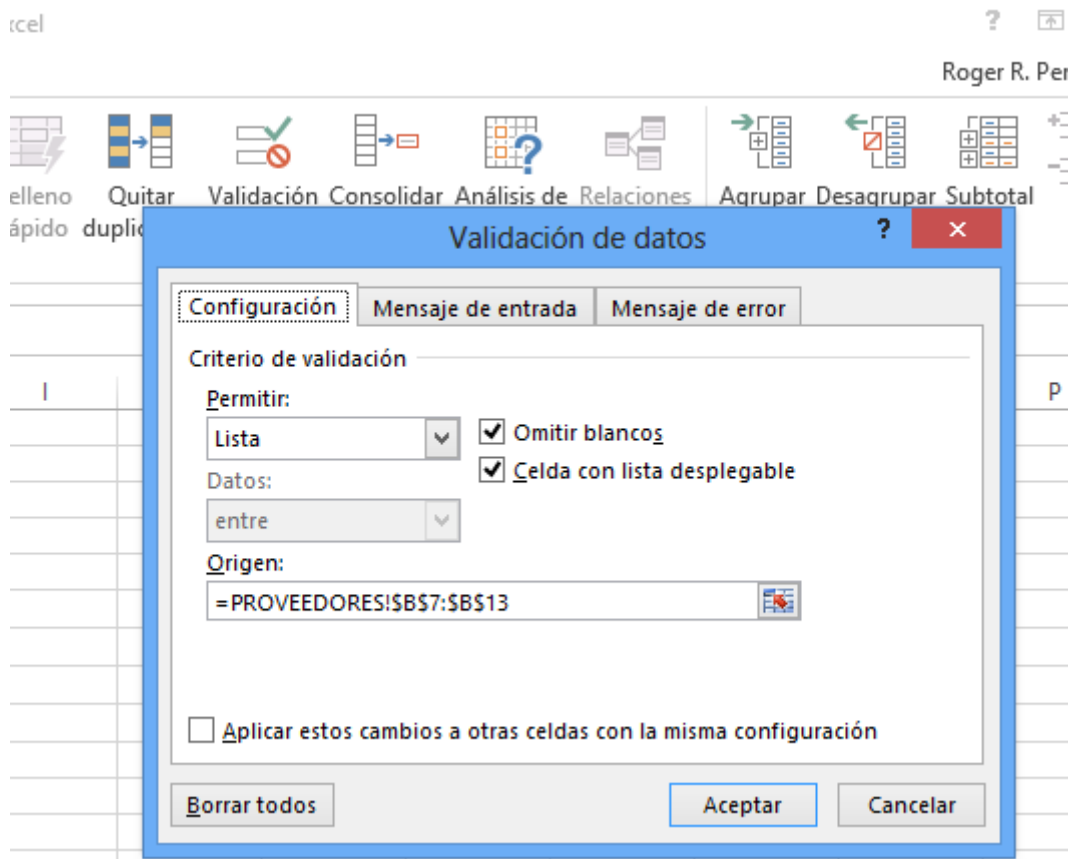 xcel
?
Roger R. Per
elleno Quitar Validación Consolidar Análisis de Relaciones Agrupar Desagrupar Subtotal
ápido duplic
Validación de datos ?
Configuración Mensaje de entrada Mensaje de error
Criterio de validación
I P
Permitir:
Lista Omitir blancos
Celda con lista desplegable
Datos:
entre
Origen:
=PROVEEDORES!$B$7:$B$13
Aplicar estos cambios a otras celdas con la misma configuración
Borrar todos Aceptar Cancelar